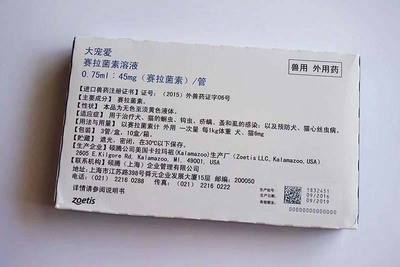 大宠爱
赛拉菌素溶液
0.75ml：45mg（赛拉菌素）/管
兽用 外用药
【进口兽药注册证书】证号：（2015）外兽药证字06号
【主要成分】赛拉菌素。
【性状】本品为无色至淡黄色液体。
【适应症】用于治疗犬、猫的蛔虫、钩虫、疥螨、蚤和虱的感染；以及预防犬、猫心丝虫病。
【用法与用量】以赛拉菌素计 外用 一次量 每1kg体重 犬、猫6mg
【包装】3管/盒，10盒/箱。
【贮藏】遮光，密闭，在30℃以下保存。
【生产企业】硕腾公司美国卡拉玛祖(Kalamazoo)生产厂 (Zoetis LLC, Kalamazoo, USA)
2605 E.Kilgore Rd, Kalamazoo, MI, 49001, USA
【联系机构】硕腾（上海）企业管理有限公司
上海市江苏路398号舜元企业发展大厦15层 邮编：200050
电话：（021）2216 0288 传真：（021）2216 0222
详情请参阅说明书
zoetis
1832451
09/2016
09/2019